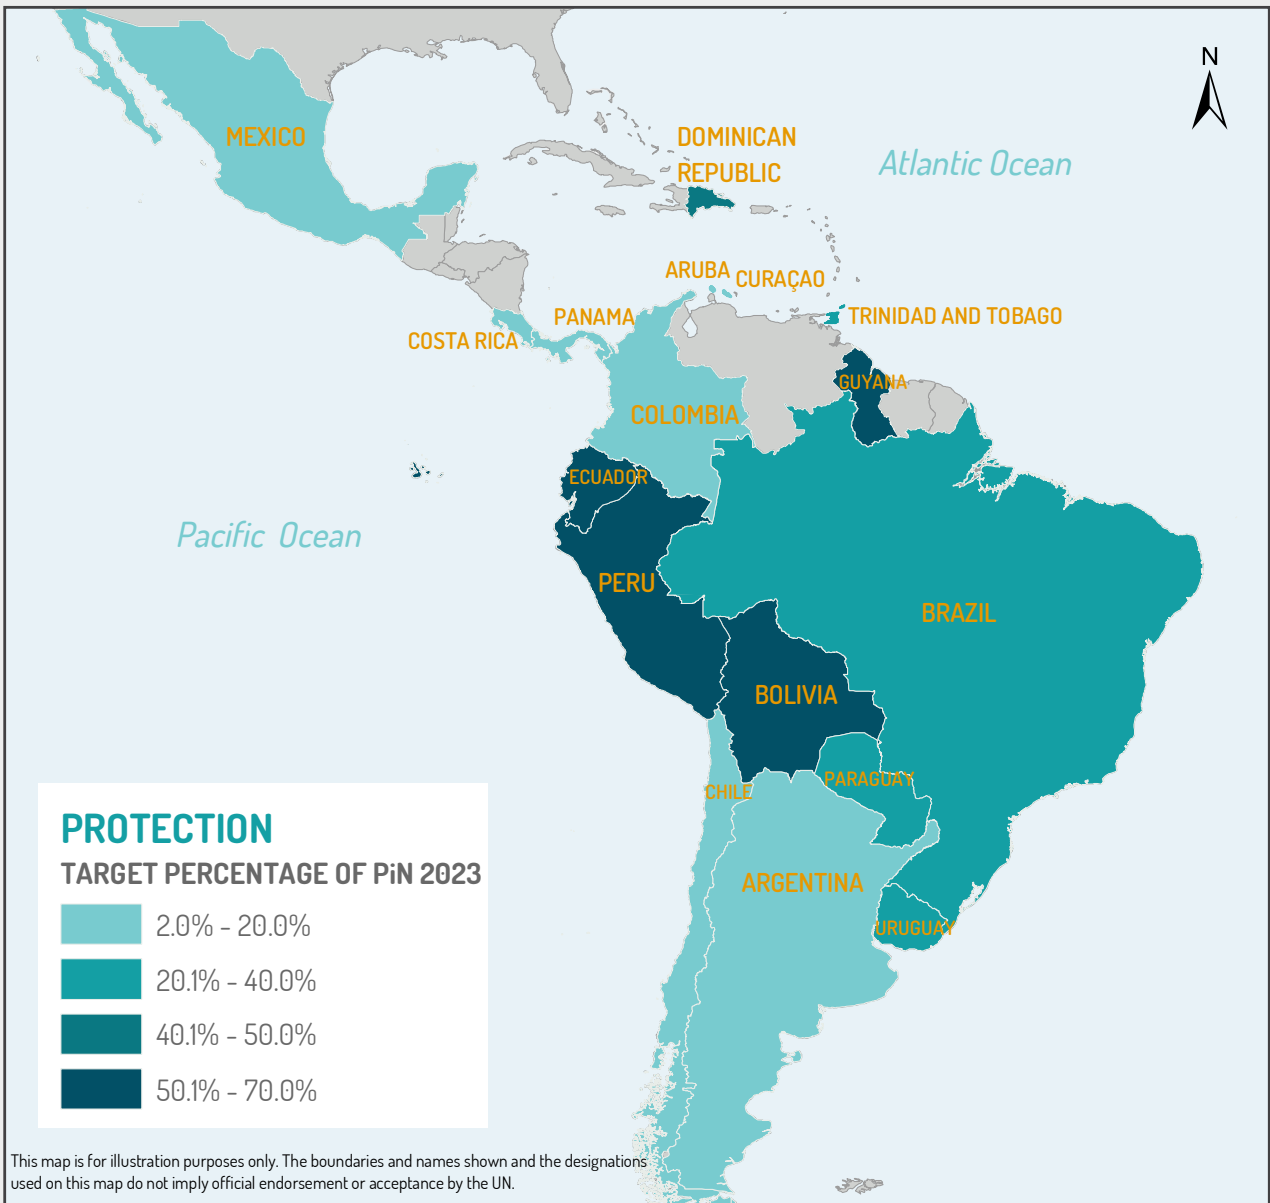 N
MEXICO
DOMINICAN
REPUBLIC
Atlantic Ocean
ARUBA
CURAÇAO
PANAMA
TRINIDAD AND TOBAGO
COSTA RICA
GUYANA
COLOMBIA
ECUADOR
Pacific Ocean
PERU
BRAZIL
BOLIVIA
PARAGUAY
CHILE
ARGENTINA
URUGUAY
PROTECTION
TARGET PERCENTAGE OF PiN 2023
2.0% - 20.0%
20.1% - 40.0%
40.1% - 50.0%
50.1% - 70.0%
This map is for illustration purposes only. The boundaries and names shown and the designations
used on this map do not imply official endorsement or acceptance by the UN.